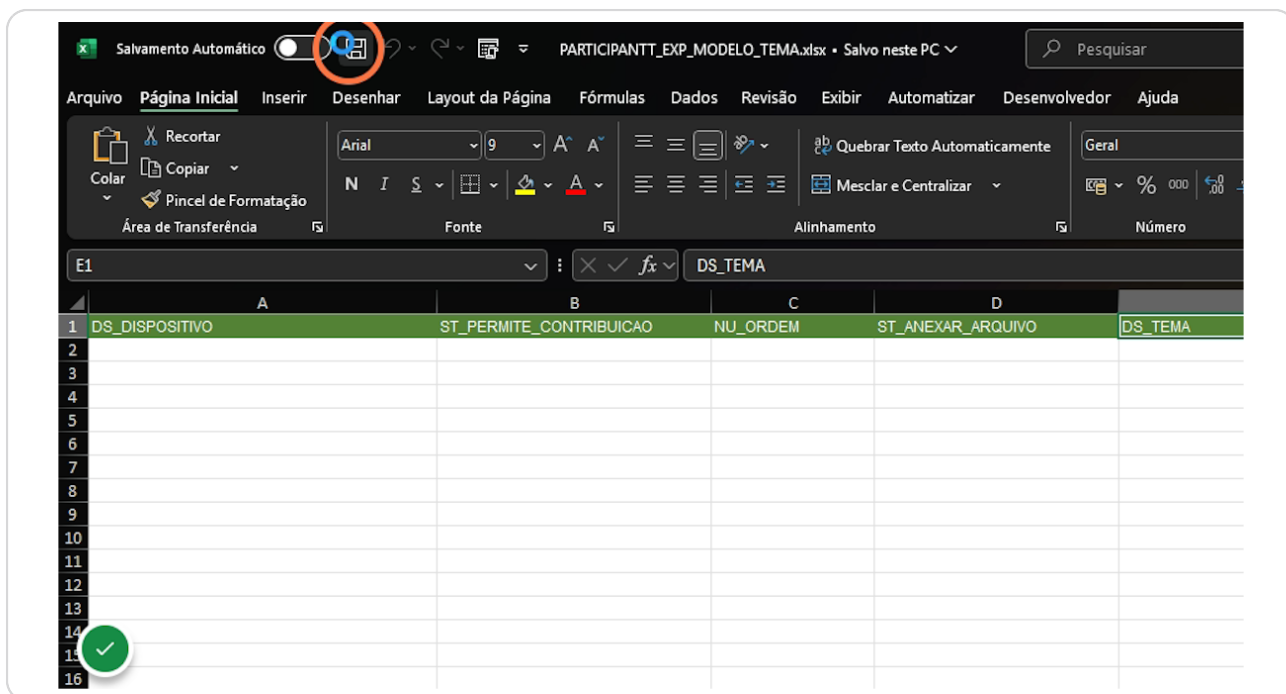 Salvamento Automático PARTICIPANTT_EXP_MODELO_TEMA.xlsx • Salvo neste PC Pesquisar
Arquivo Página Inicial Inserir Desenhar Layout da Página Fórmulas Dados Revisão Exibir Automatizar Desenvolvedor Ajuda
Colar
Recortar
Copiar
Pincel de Formatação
Área de Transferência
Arial 9 A A
N I S A
Fonte
ab Quebrar Texto Automaticamente
Mesclar e Centralizar
Alinhamento
Geral
% 000
Número
E1 fx DS_TEMA
A B C D
1 DS_DISPOSITIVO ST_PERMITE_CONTRIBUICAO NU_ORDEM ST_ANEXAR_ARQUIVO DS_TEMA
2
3
4
5
6
7
8
9
10
11
12
13
14
15
16